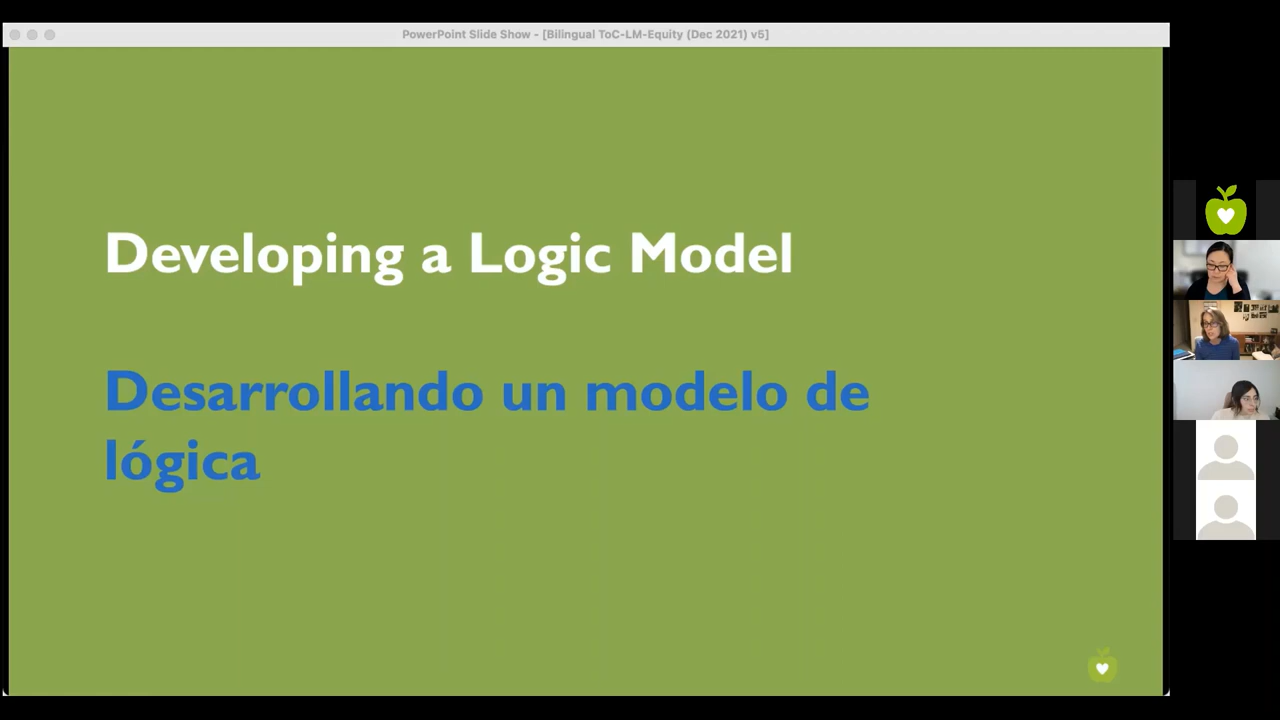 PowerPoint Slide Show - [Bilingual ToC-LM-Equity (Dec 2021) v5]
Developing a Logic Model
Desarrollando un modelo de
lógica